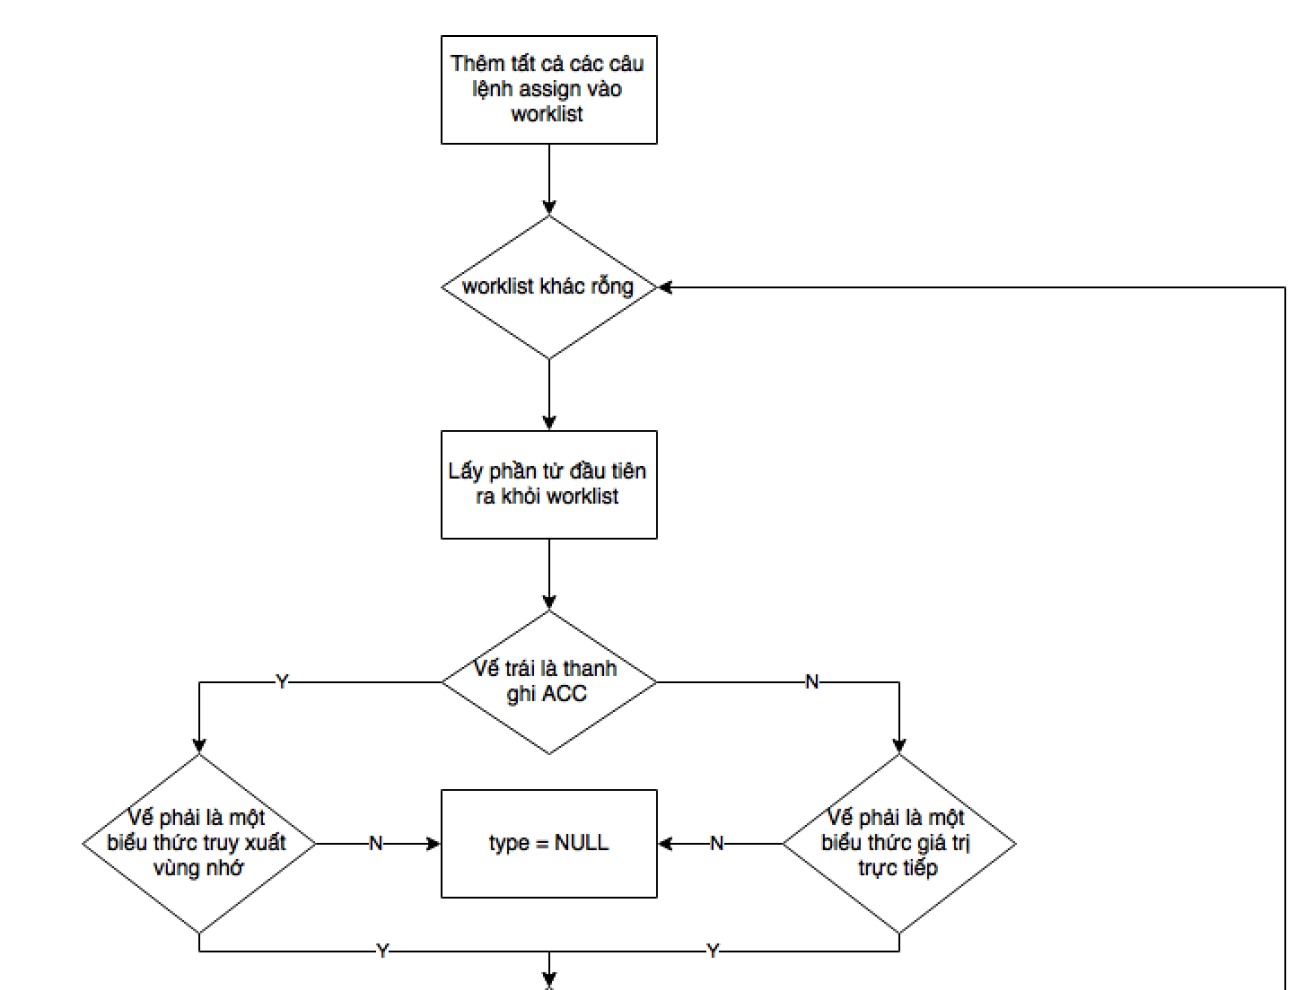 Thêm tất cả các câu
lệnh assign vào
worklist
worklist khác rỗng
Lấy phần tử đầu tiên
ra khỏi worklist
Vế trái là thanh
ghi ACC
Y
N
Vế phải là một
biểu thức truy xuất
vùng nhớ
N
type = NULL
N
Vế phải là một
biểu thức giá trị
trực tiếp
Y
Y